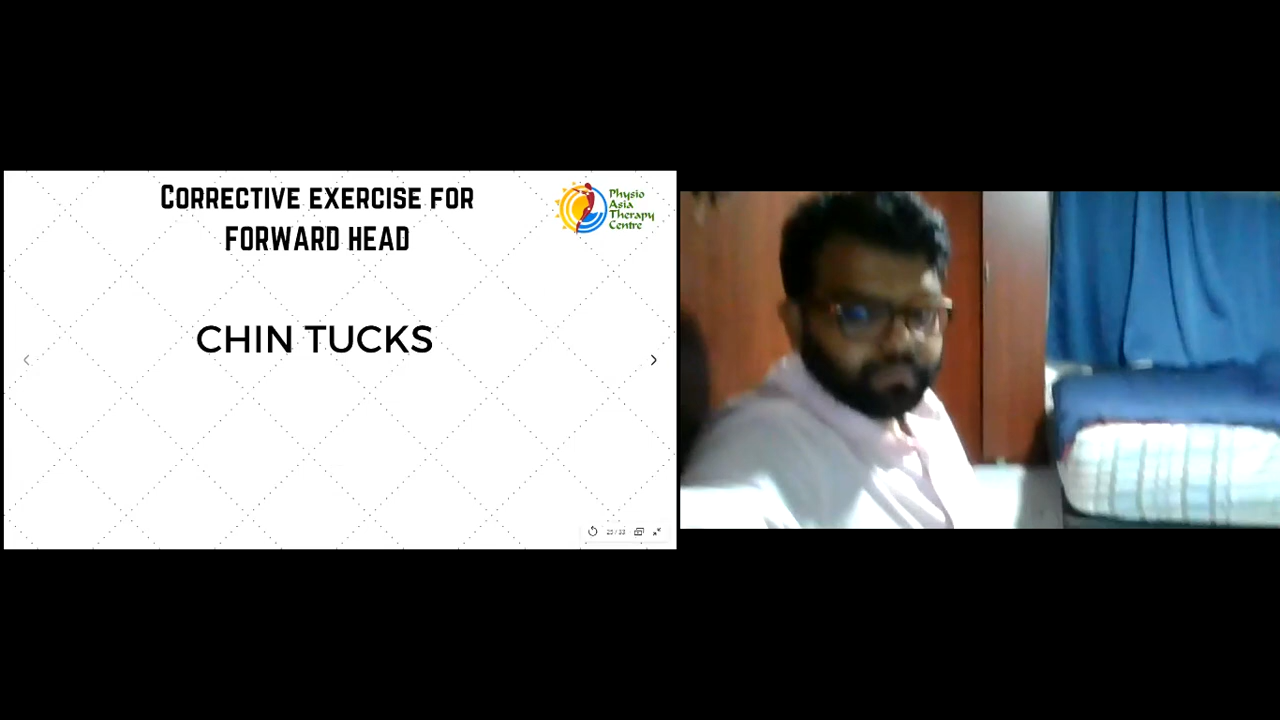 CORRECTIVE EXERCISE FOR
FORWARD HEAD
Physio
Asia
Therapy
Centre
CHIN TUCKS